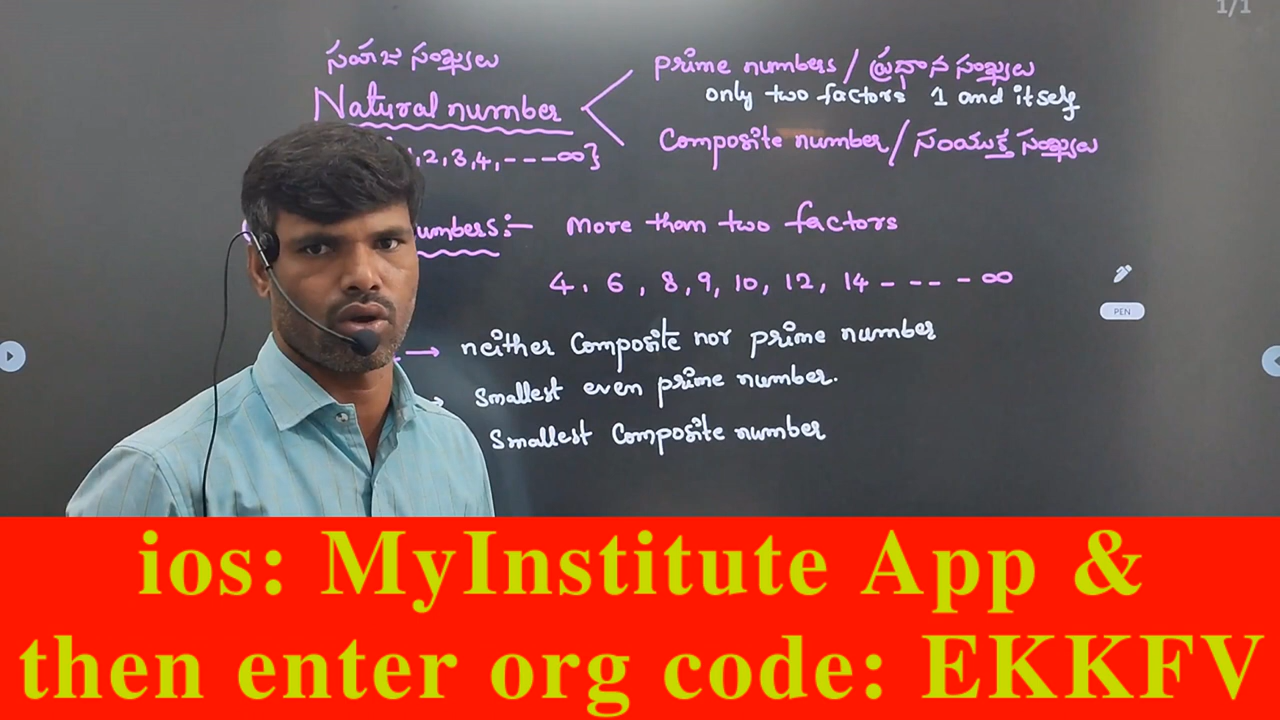 1/1
సహజ సంఖ్యలు
Natural number
prime numbers / ప్రధాన సంఖ్యలు
only two factors 1 and itself
Composite number / సంయుక్త సంఖ్యలు
,2,3,4,----∞}
umbers:- More than two factors
4, 6, 8, 9, 10, 12, 14 ---- ∞
→ neither Composite nor prime number
Smallest even prime number.
Smallest Composite number
PEN
ios: MyInstitute App &
then enter org code: EKKFV